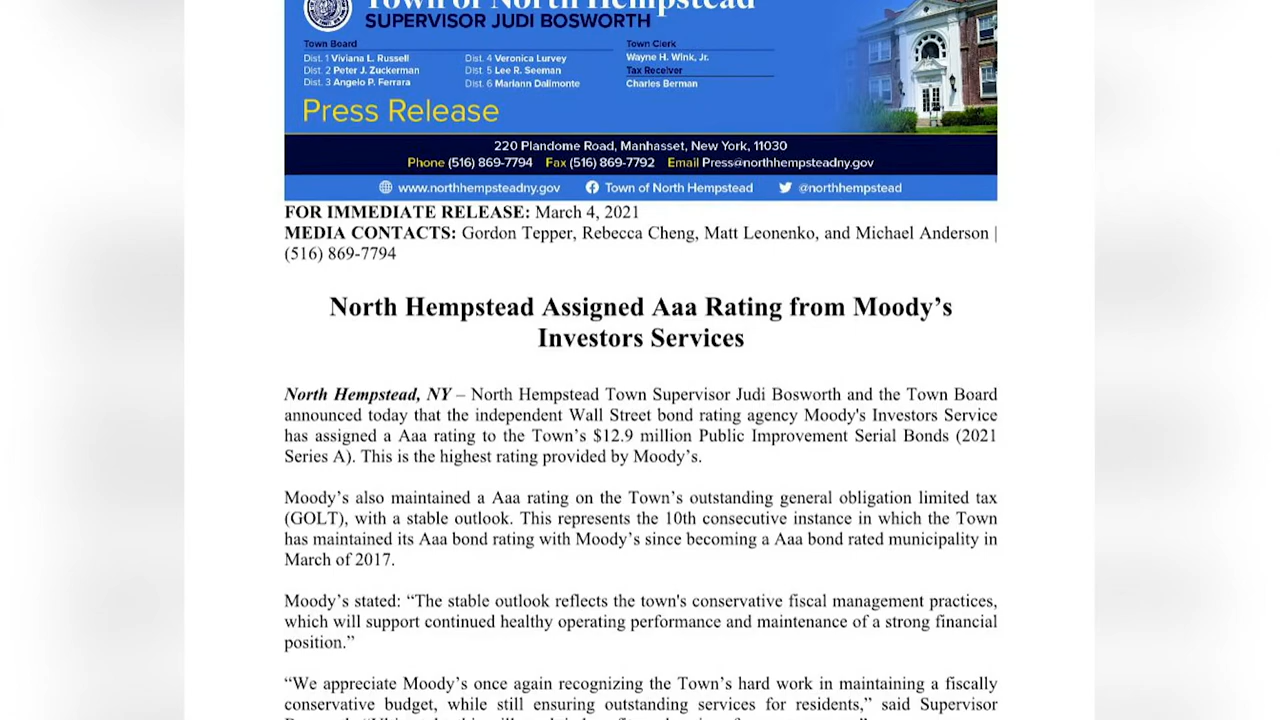 Town of North Hempstead
SUPERVISOR JUDI BOSWORTH
Town Board
Dist. 1 Viviana L. Russell
Dist. 2 Peter J. Zuckerman
Dist. 3 Angelo P. Ferrara
Dist. 4 Veronica Lurvey
Dist. 5 Lee R. Seeman
Dist. 6 Mariann Dalimonte
Town Clerk
Wayne H. Wink, Jr.
Tax Receiver
Charles Berman
Press Release
220 Plandome Road, Manhasset, New York, 11030
Phone (516) 869-7794 Fax (516) 869-7792 Email Press@northhempsteadny.gov
www.northhempsteadny.gov Town of North Hempstead @northhempstead
FOR IMMEDIATE RELEASE: March 4, 2021
MEDIA CONTACTS: Gordon Tepper, Rebecca Cheng, Matt Leonenko, and Michael Anderson |
(516) 869-7794
North Hempstead Assigned Aaa Rating from Moody’s
Investors Services
North Hempstead, NY – North Hempstead Town Supervisor Judi Bosworth and the Town Board
announced today that the independent Wall Street bond rating agency Moody's Investors Service
has assigned a Aaa rating to the Town’s $12.9 million Public Improvement Serial Bonds (2021
Series A). This is the highest rating provided by Moody’s.
Moody’s also maintained a Aaa rating on the Town’s outstanding general obligation limited tax
(GOLT), with a stable outlook. This represents the 10th consecutive instance in which the Town
has maintained its Aaa bond rating with Moody’s since becoming a Aaa bond rated municipality in
March of 2017.
Moody’s stated: “The stable outlook reflects the town's conservative fiscal management practices,
which will support continued healthy operating performance and maintenance of a strong financial
position.”
“We appreciate Moody’s once again recognizing the Town’s hard work in maintaining a fiscally
conservative budget, while still ensuring outstanding services for residents,” said Supervisor